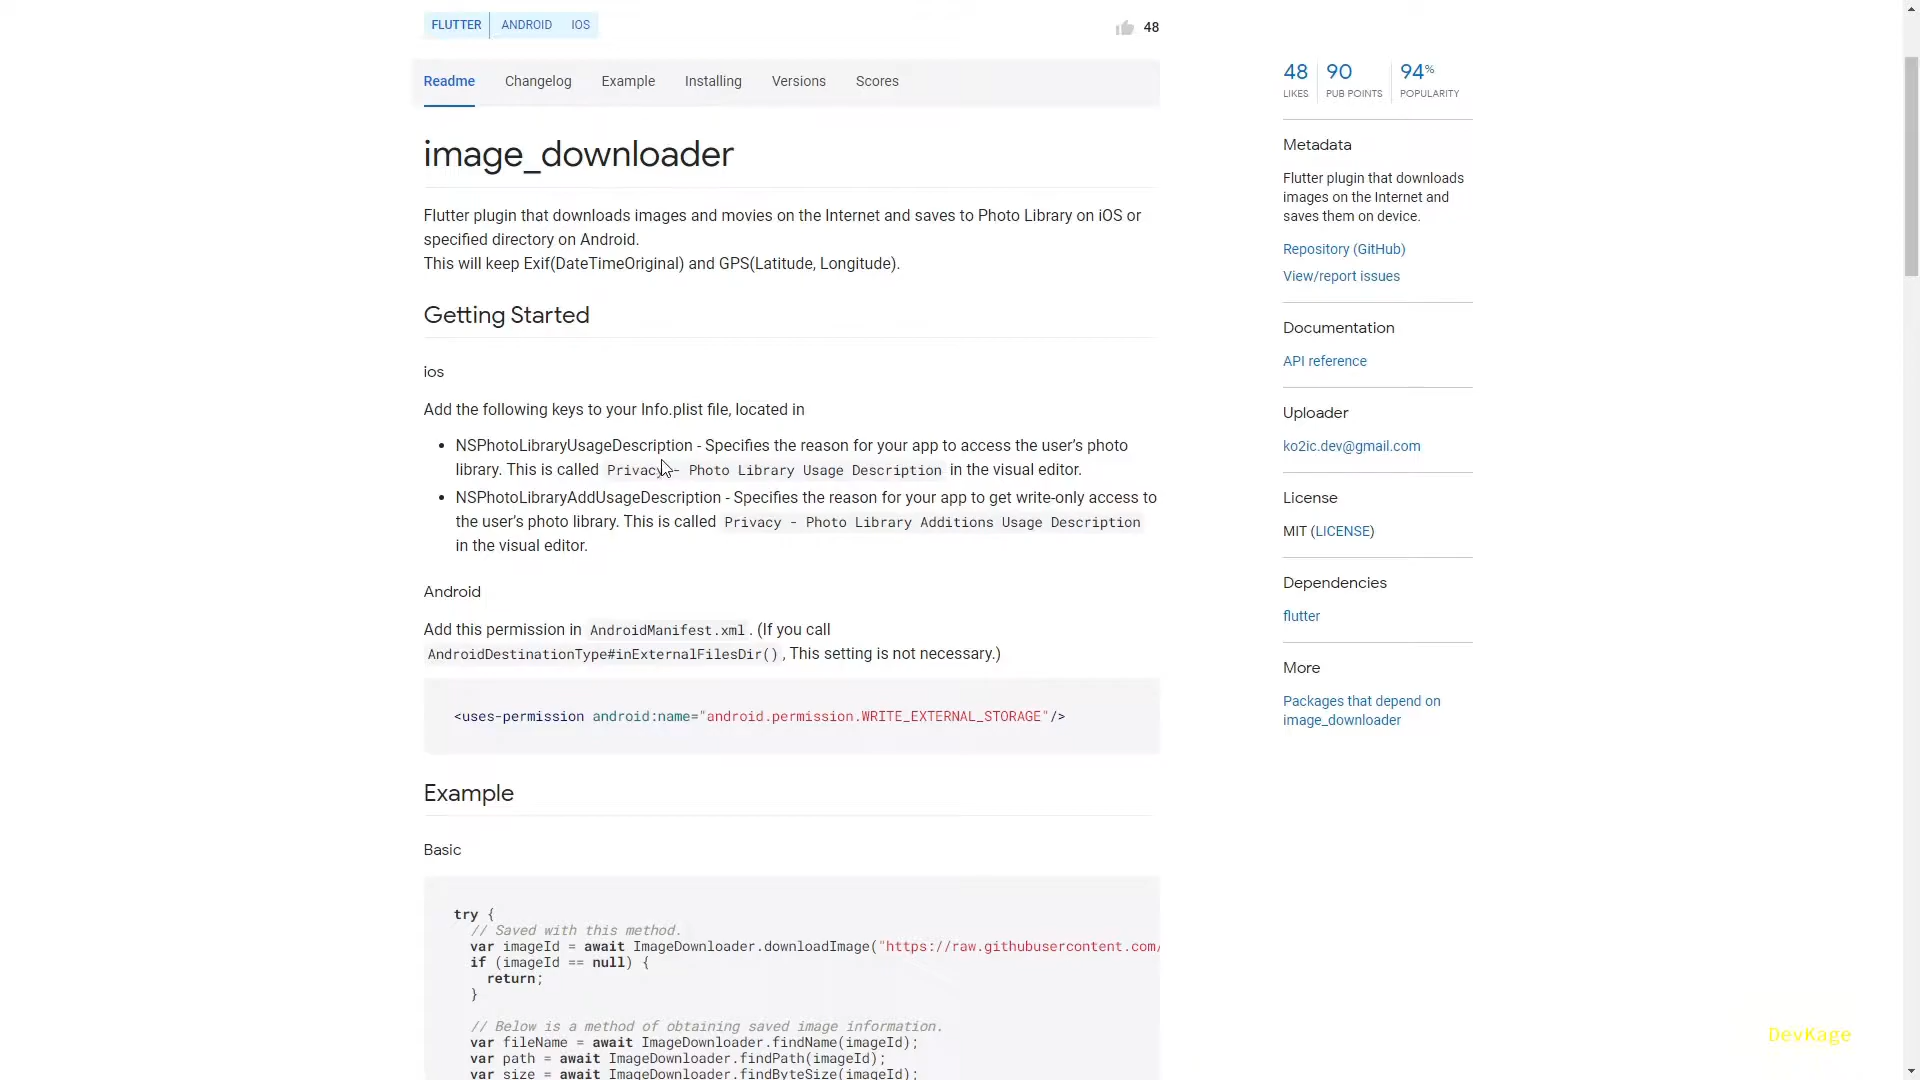 FLUTTER ANDROID IOS
48
Readme Changelog Example Installing Versions Scores
image_downloader
Flutter plugin that downloads images and movies on the Internet and saves to Photo Library on iOS or
specified directory on Android.
This will keep Exif(DateTimeOriginal) and GPS(Latitude, Longitude).
Getting Started
ios
Add the following keys to your Info.plist file, located in
• NSPhotoLibraryUsageDescription - Specifies the reason for your app to access the user’s photo
library. This is called Privacy - Photo Library Usage Description in the visual editor.
• NSPhotoLibraryAddUsageDescription - Specifies the reason for your app to get write-only access to
the user’s photo library. This is called Privacy - Photo Library Additions Usage Description
in the visual editor.
Android
Add this permission in AndroidManifest.xml . (If you call
AndroidDestinationType#inExternalFilesDir() , This setting is not necessary.)
<uses-permission android:name="android.permission.WRITE_EXTERNAL_STORAGE"/>
Example
Basic
try {
// Saved with this method.
var imageId = await ImageDownloader.downloadImage("https://raw.githubusercontent.com/
if (imageId == null) {
return;
}
// Below is a method of obtaining saved image information.
var fileName = await ImageDownloader.findName(imageId);
var path = await ImageDownloader.findPath(imageId);
var size = await ImageDownloader.findByteSize(imageId);
48 90 94%
LIKES PUB POINTS POPULARITY
Metadata
Flutter plugin that downloads
images on the Internet and
saves them on device.
Repository (GitHub)
View/report issues
Documentation
API reference
Uploader
ko2ic.dev@gmail.com
License
MIT (LICENSE)
Dependencies
flutter
More
Packages that depend on
image_downloader
DevKage